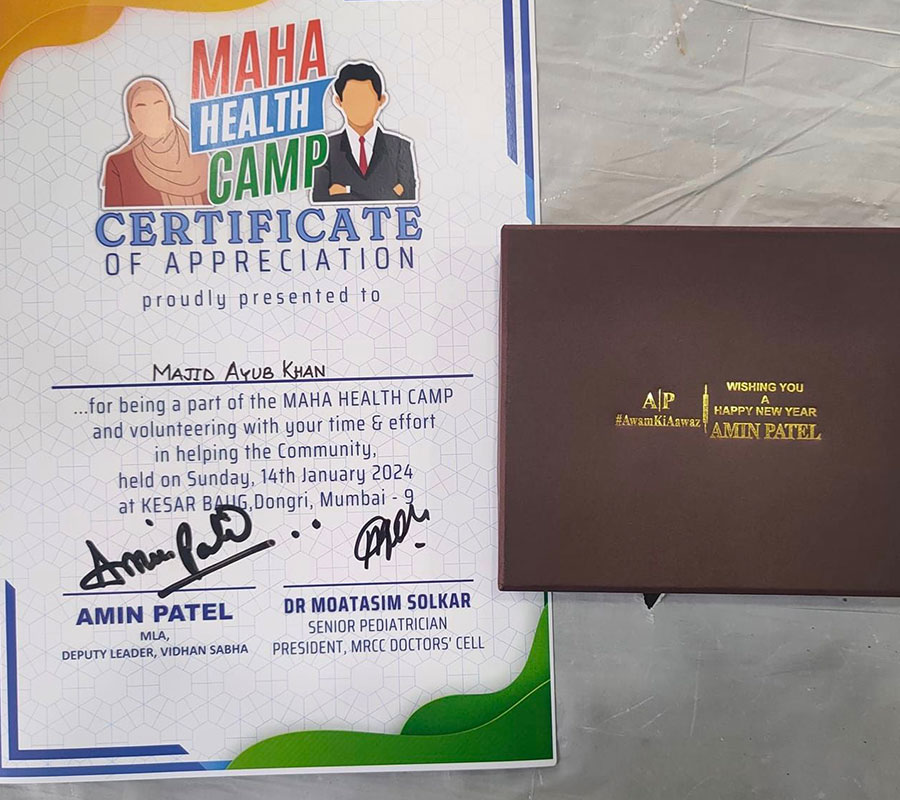 MAHA
HEALTH
CAMP
CERTIFICATE
OF APPRECIATION
proudly presented to
MAJID AYUB KHAN
...for being a part of the MAHA HEALTH CAMP
and volunteering with your time & effort
in helping the Community,
held on Sunday, 14th January 2024
at KESAR BAUG,Dongri, Mumbai - 9
Amin Patel
AMIN PATEL
MLA,
DEPUTY LEADER, VIDHAN SABHA
DR MOATASIM SOLKAR
SENIOR PEDIATRICIAN
PRESIDENT, MRCC DOCTORS' CELL
A|P
#AwamKiAawaz
WISHING YOU
A
HAPPY NEW YEAR
AMIN PATEL